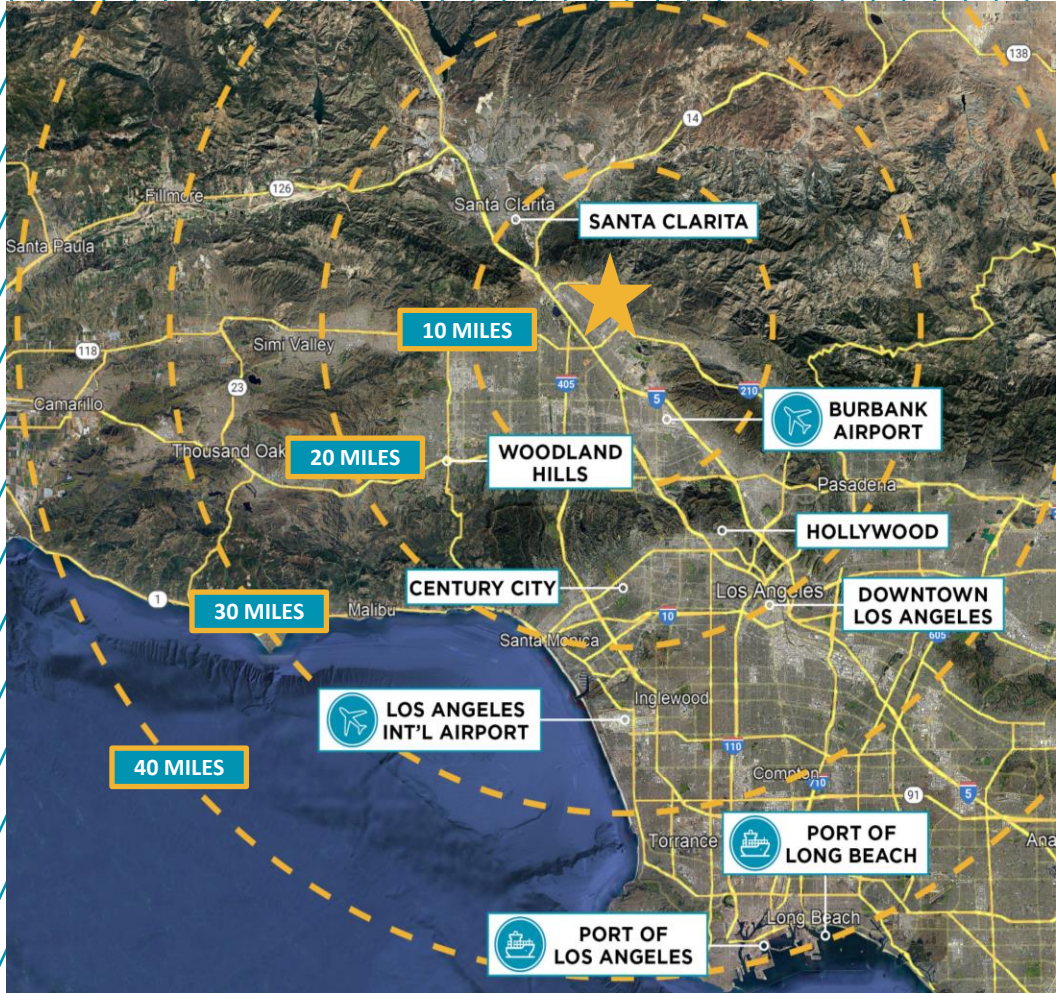 138
14
126
Fillmore
Santa Clarita
SANTA CLARITA
Santa Paula
10 MILES
118
Simi Valley
23
405
5
210
Camarillo
BURBANK
AIRPORT
Thousand Oak
20 MILES
WOODLAND
HILLS
Pasadena
HOLLYWOOD
CENTURY CITY
Los Angeles
DOWNTOWN
LOS ANGELES
1
30 MILES
Malibu
10
605
Santa Monica
Inglewood
LOS ANGELES
INT'L AIRPORT
110
40 MILES
Compton
710
91
5
Torrance
PORT OF
LONG BEACH
Ana
Long Beach
PORT OF
LOS ANGELES